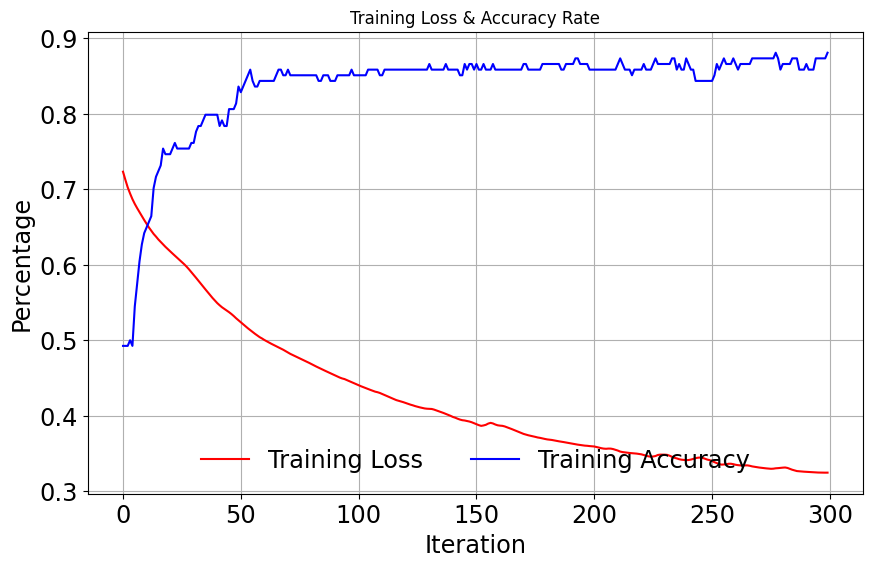 Training Loss & Accuracy Rate
0.9
0.8
0.7
0.6
0.5
0.4
0.3
Percentage
Training Loss
Training Accuracy
0 50 100 150 200 250 300
Iteration